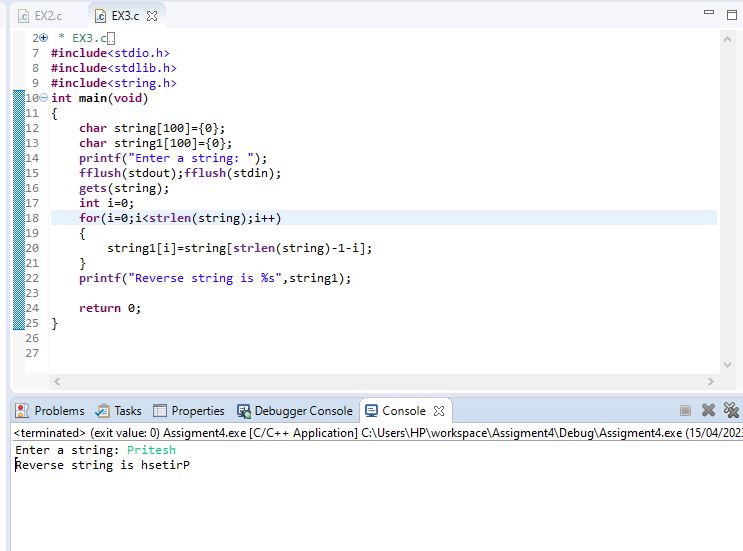 EX2.c EX3.c
2 * EX3.c
7 #include<stdio.h>
8 #include<stdlib.h>
9 #include<string.h>
10 int main(void)
11 {
12 char string[100]={0};
13 char string1[100]={0};
14 printf("Enter a string: ");
15 fflush(stdout);fflush(stdin);
16 gets(string);
17 int i=0;
18 for(i=0;i<strlen(string);i++)
19 {
20 string1[i]=string[strlen(string)-1-i];
21 }
22 printf("Reverse string is %s",string1);
23
24 return 0;
25 }
26
27
Problems Tasks Properties Debugger Console Console
<terminated> (exit value: 0) Assigment4.exe [C/C++ Application] C:\Users\HP\workspace\Assigment4\Debug\Assigment4.exe (15/04/2023
Enter a string: Pritesh
Reverse string is hsetirP